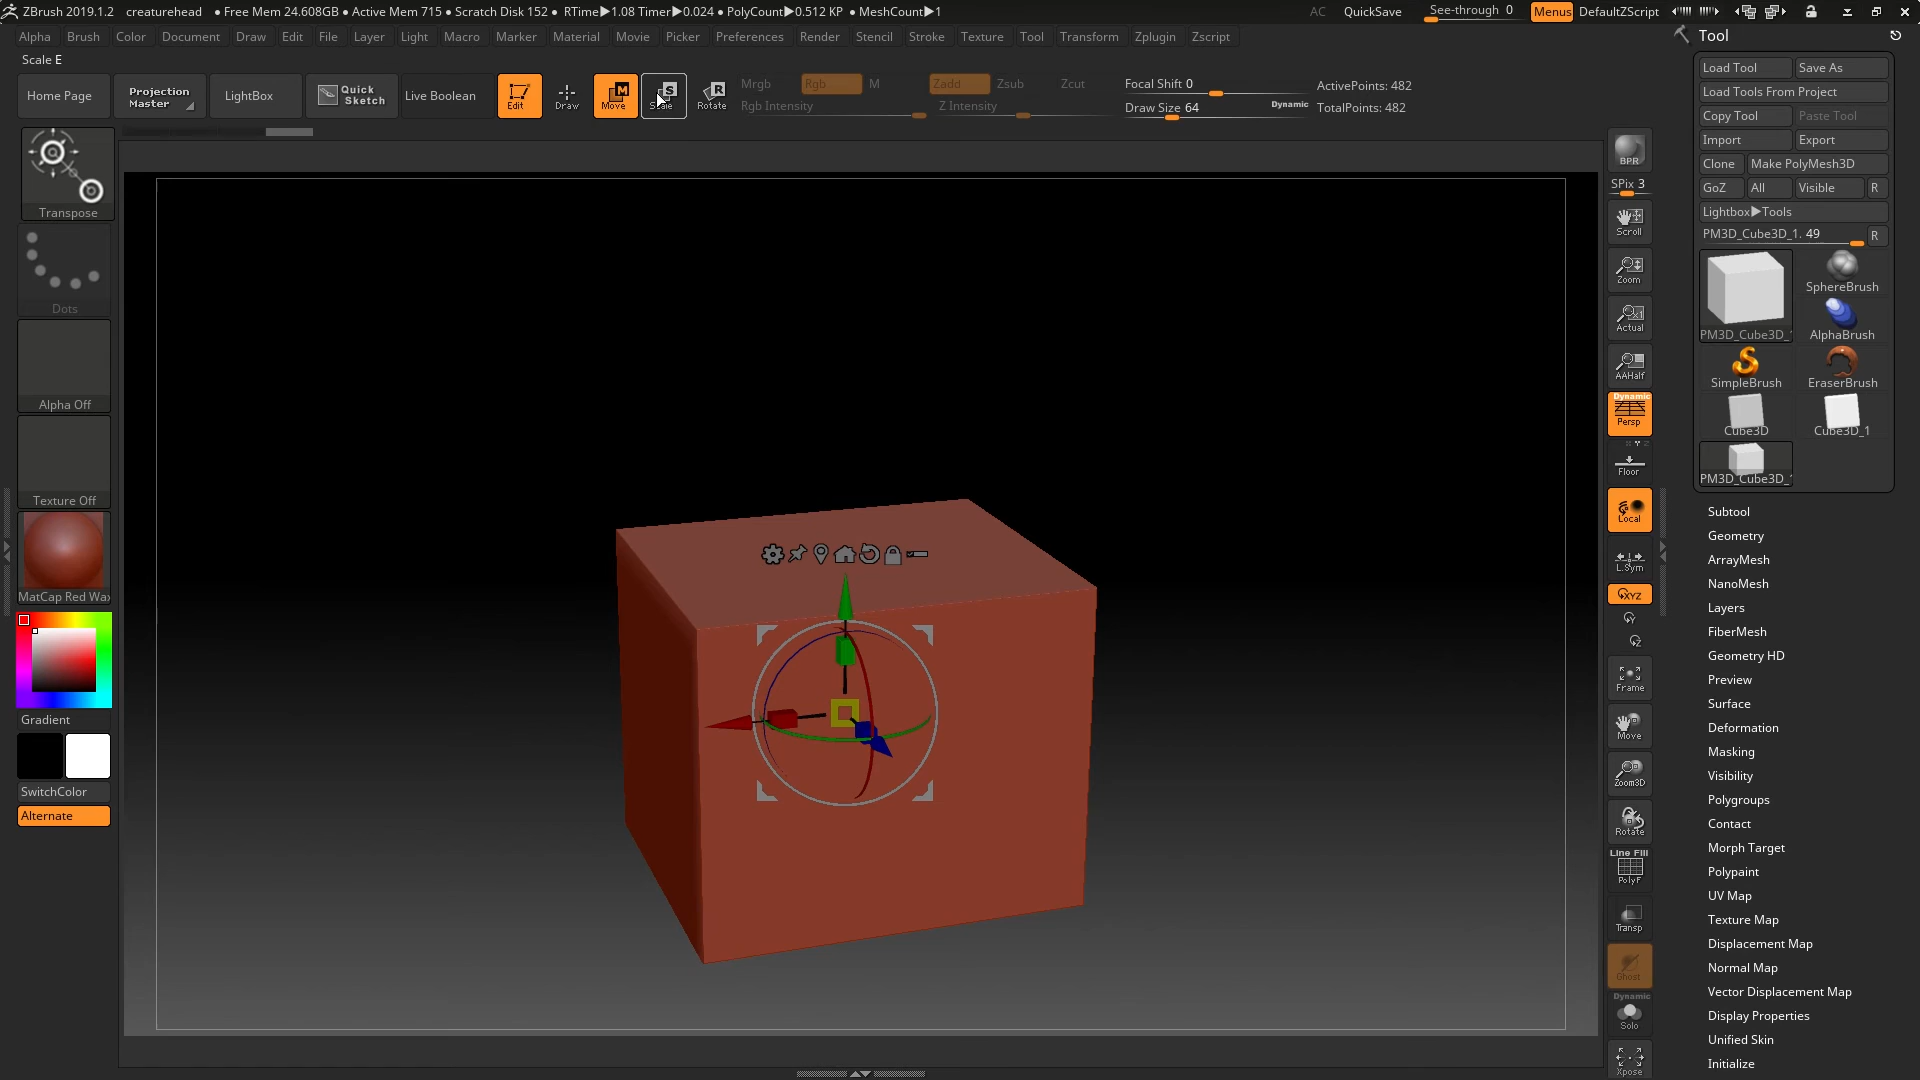 ZBrush 2019.1.2 creaturehead ● Free Mem 24.608GB ● Active Mem 715 ● Scratch Disk 152 ● RTime▶1.08 Timer▶0.024 ● PolyCount▶0.512 KP ● MeshCount▶1 AC QuickSave See-through 0 Menus DefaultZScript
Alpha Brush Color Document Draw Edit File Layer Light Macro Marker Material Movie Picker Preferences Render Stencil Stroke Texture Tool Transform Zplugin Zscript
Scale E
Home Page Projection Master LightBox Quick Sketch Live Boolean Edit Draw Move Scale Rotate
Mrgb Rgb M Zadd Zsub Zcut
Rgb Intensity Z Intensity
Focal Shift 0
Draw Size 64 Dynamic
ActivePoints: 482
TotalPoints: 482
Transpose
Dots
Alpha Off
Texture Off
MatCap Red Wax
Gradient
SwitchColor
Alternate
BPR
SPix 3
Scroll
Zoom
Actual
AAHalf
Dynamic
Persp
Floor
Local
L.Sym
XYZ
Y
Z
Frame
Move
Zoom3D
Rotate
Line Fill
PolyF
Transp
Ghost
Dynamic
Solo
Xpose
Tool
Load Tool Save As
Load Tools From Project
Copy Tool Paste Tool
Import Export
Clone Make PolyMesh3D
GoZ All Visible R
Lightbox▶Tools
PM3D_Cube3D_1. 49 R
PM3D_Cube3D_1
SphereBrush
AlphaBrush
SimpleBrush
EraserBrush
Cube3D
Cube3D_1
PM3D_Cube3D_1
Subtool
Geometry
ArrayMesh
NanoMesh
Layers
FiberMesh
Geometry HD
Preview
Surface
Deformation
Masking
Visibility
Polygroups
Contact
Morph Target
Polypaint
UV Map
Texture Map
Displacement Map
Normal Map
Vector Displacement Map
Display Properties
Unified Skin
Initialize